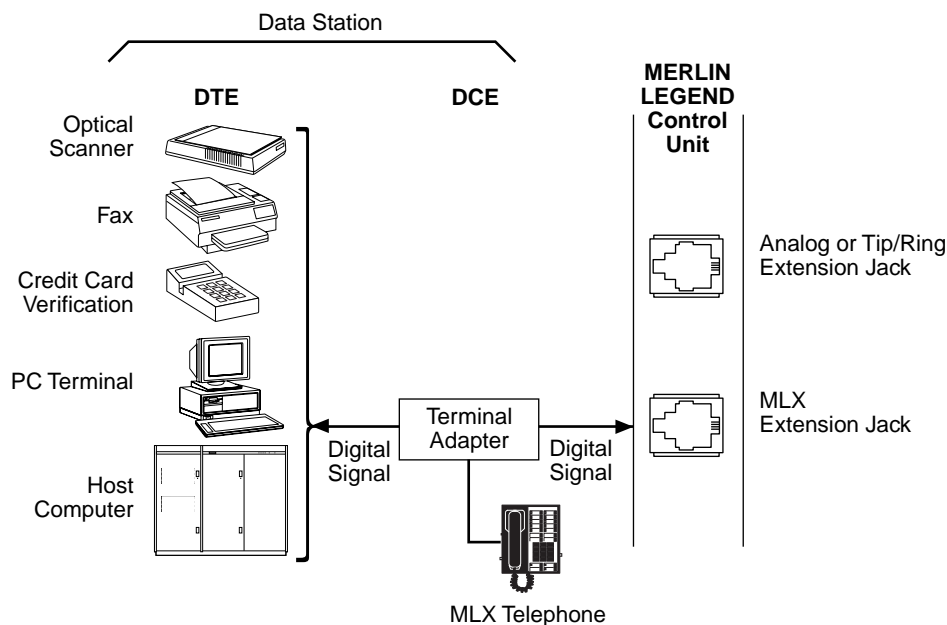 Data Station
DTE
DCE
MERLIN
LEGEND
Control
Unit
Optical
Scanner
Fax
Credit Card
Verification
PC Terminal
Host
Computer
Digital
Signal
Terminal
Adapter
Digital
Signal
MLX Telephone
Analog or Tip/Ring
Extension Jack
MLX
Extension Jack